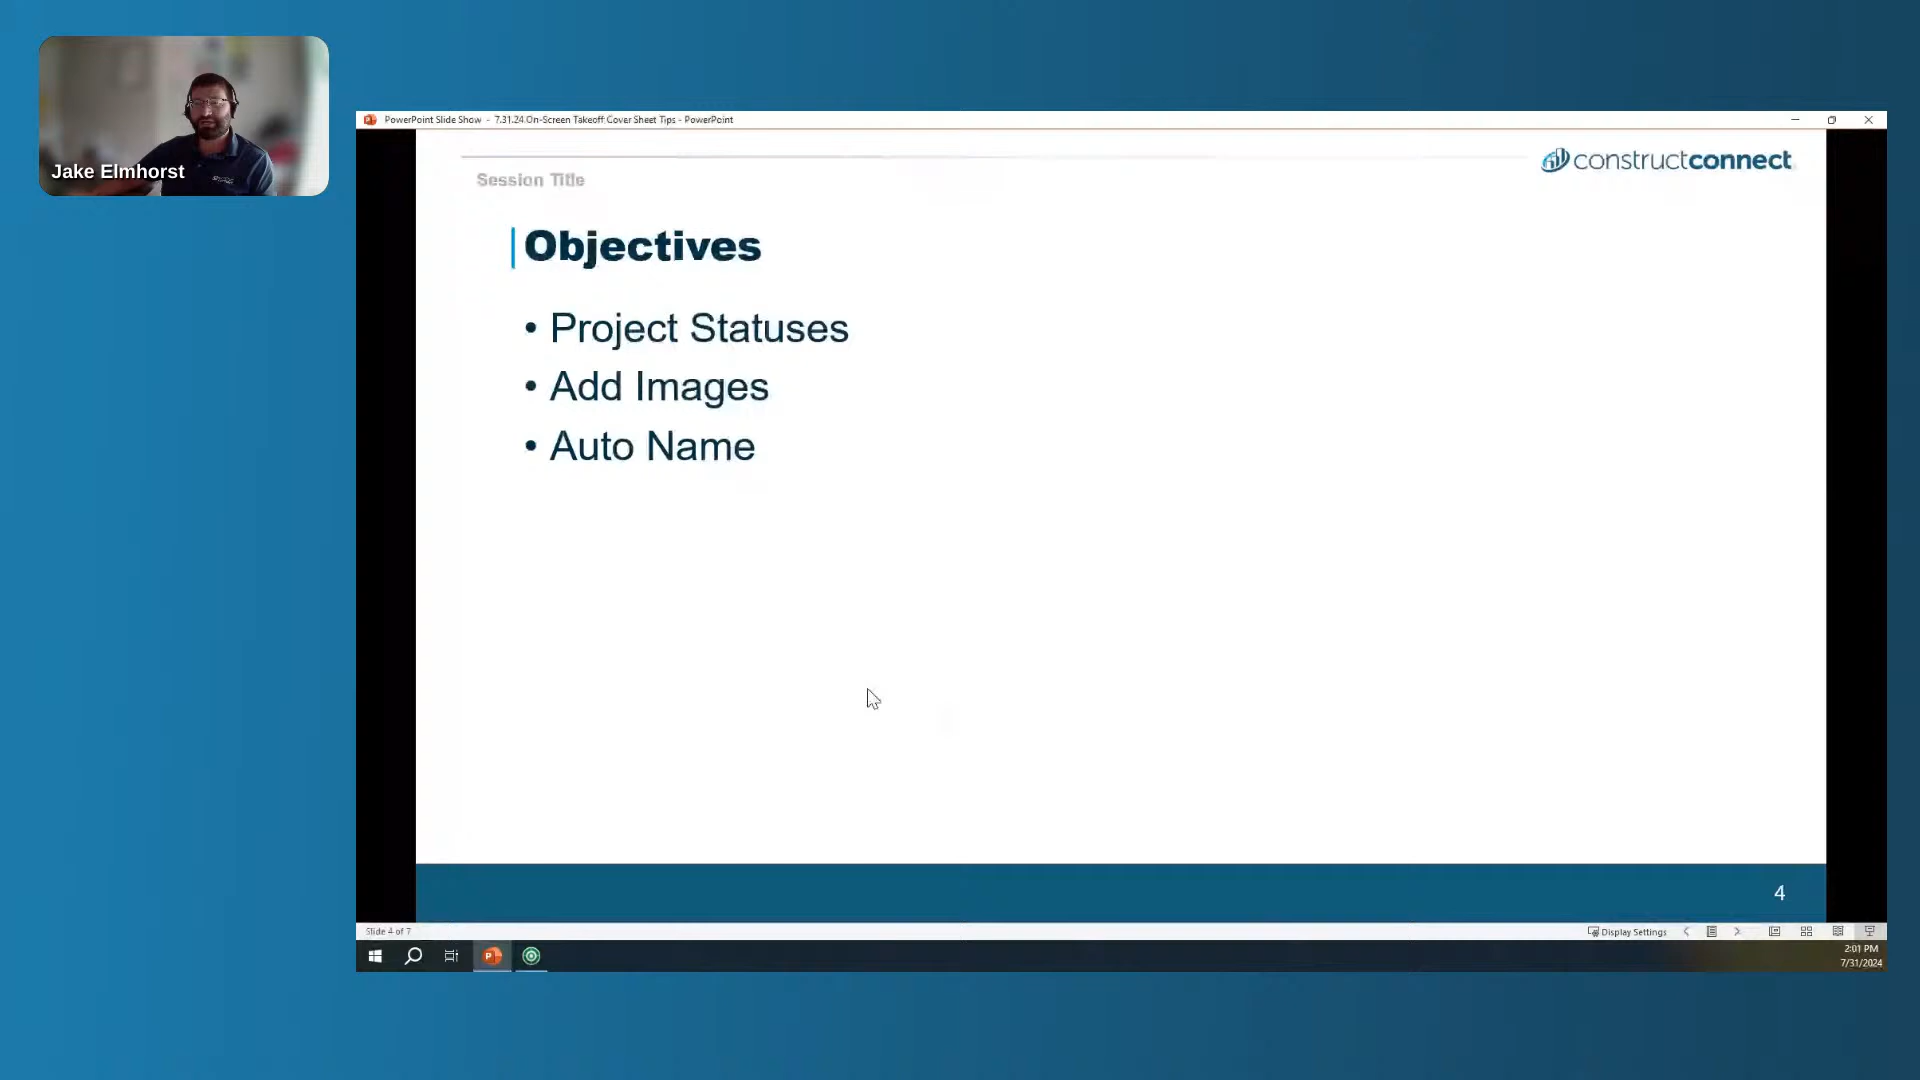 Jake Elmhorst
PowerPoint Slide Show - 7.31.24 On-Screen Takeoff Cover Sheet Tips - PowerPoint
constructconnect
Session Title
Objectives
• Project Statuses
• Add Images
• Auto Name
4
Slide 4 of 7
Display Settings
2:01 PM
7/31/2024